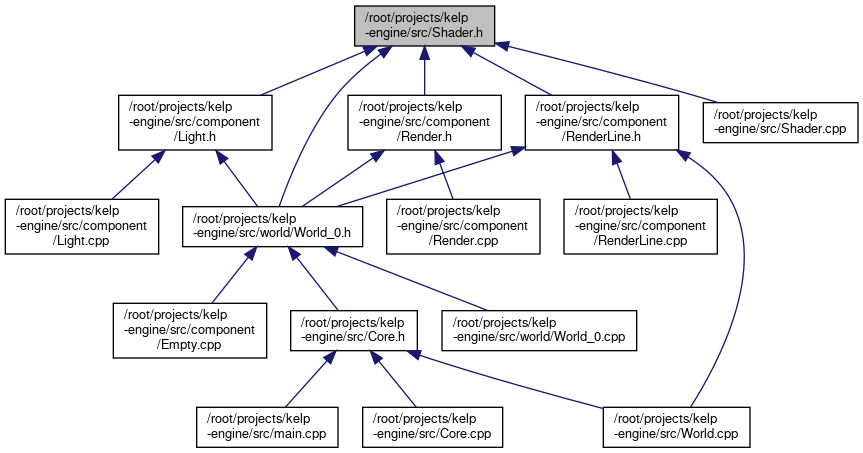 /root/projects/kelp
-engine/src/Shader.h
/root/projects/kelp
-engine/src/component
/Light.h
/root/projects/kelp
-engine/src/component
/Render.h
/root/projects/kelp
-engine/src/component
/RenderLine.h
/root/projects/kelp
-engine/src/Shader.cpp
/root/projects/kelp
-engine/src/component
/Light.cpp
/root/projects/kelp
-engine/src/world/World_0.h
/root/projects/kelp
-engine/src/component
/Render.cpp
/root/projects/kelp
-engine/src/component
/RenderLine.cpp
/root/projects/kelp
-engine/src/component
/Empty.cpp
/root/projects/kelp
-engine/src/Core.h
/root/projects/kelp
-engine/src/world/World_0.cpp
/root/projects/kelp
-engine/src/main.cpp
/root/projects/kelp
-engine/src/Core.cpp
/root/projects/kelp
-engine/src/World.cpp